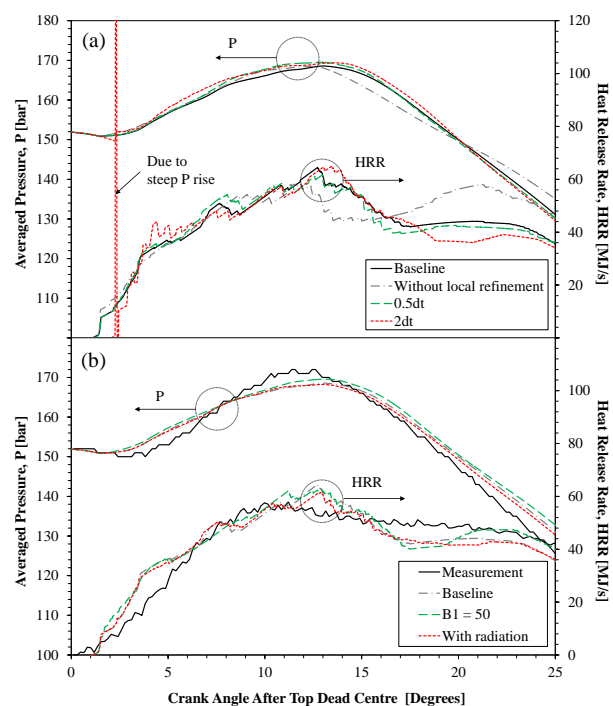 (a)
P
Due to
steep P rise
HRR
Baseline
Without local refinement
0.5dt
2dt
180
170
160
150
140
130
120
110
Averaged Pressure, P [bar]
120
100
80
60
40
20
0
Heat Release Rate, HRR [MJ/s]
(b)
P
HRR
Measurement
Baseline
B1 = 50
With radiation
170
160
150
140
130
120
110
100
Averaged Pressure, P [bar]
100
80
60
40
20
0
Heat Release Rate, HRR [MJ/s]
0
5
10
15
20
25
Crank Angle After Top Dead Centre [Degrees]